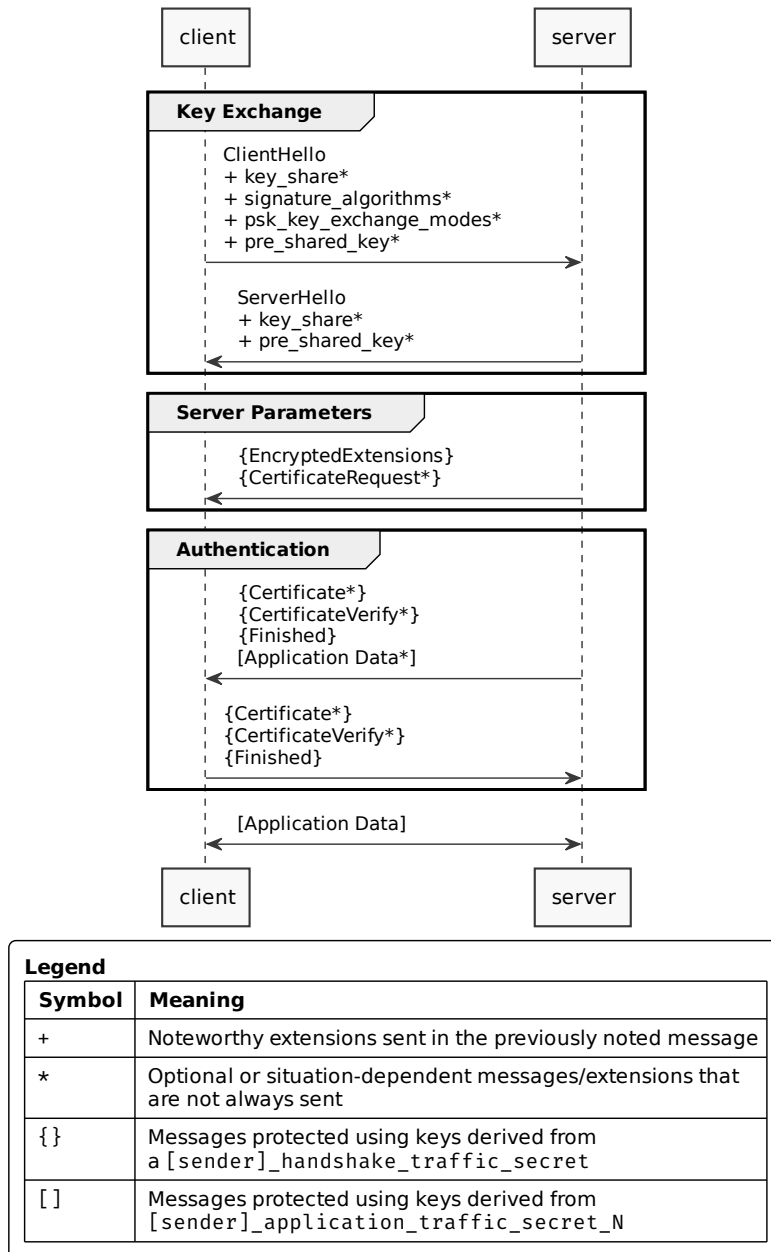 client
server
Key Exchange
ClientHello
+ key_share*
+ signature_algorithms*
+ psk_key_exchange_modes*
+ pre_shared_key*
ServerHello
+ key_share*
+ pre_shared_key*
Server Parameters
{EncryptedExtensions}
{CertificateRequest*}
Authentication
{Certificate*}
{CertificateVerify*}
{Finished}
[Application Data*]
{Certificate*}
{CertificateVerify*}
{Finished}
[Application Data]
client
server
Legend
Symbol Meaning
+ Noteworthy extensions sent in the previously noted message
* Optional or situation-dependent messages/extensions that
are not always sent
{} Messages protected using keys derived from
a [sender]_handshake_traffic_secret
[] Messages protected using keys derived from
[sender]_application_traffic_secret_N